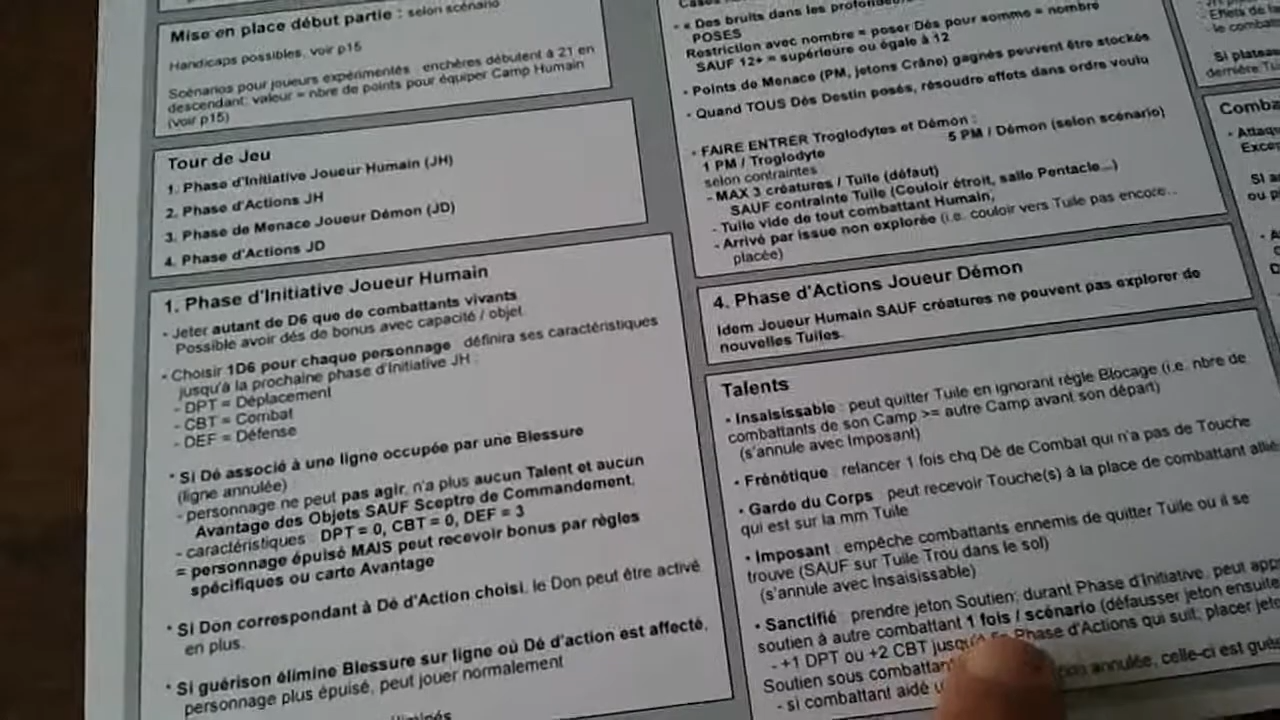 Mise en place début partie : selon scénario
Handicaps possibles, voir p15
Scénarios pour joueurs expérimentés : enchères débutent à 21 en
descendant; valeur = nbre de points pour équiper Camp Humain
(voir p15)
Tour de Jeu
1. Phase d'Initiative Joueur Humain (JH)
2. Phase d'Actions JH
3. Phase de Menace Joueur Démon (JD)
4. Phase d'Actions JD
1. Phase d'Initiative Joueur Humain
• Jeter autant de D6 que de combattants vivants
Possible avoir dés de bonus avec capacité / objet
• Choisir 1D6 pour chaque personnage : définira ses caractéristiques
jusqu'à la prochaine phase d'Initiative JH :
- DPT = Déplacement
- CBT = Combat
- DEF = Défense
• Si Dé associé à une ligne occupée par une Blessure
(ligne annulée) :
- personnage ne peut pas agir, n'a plus aucun Talent et aucun
Avantage des Objets SAUF Sceptre de Commandement,
- caractéristiques : DPT = 0, CBT = 0, DEF = 3
= personnage épuisé MAIS peut recevoir bonus par règles
spécifiques ou carte Avantage
• Si Don correspondant à Dé d'Action choisi, le Don peut être activé
en plus.
• Si guérison élimine Blessure sur ligne où Dé d'action est affecté,
personnage plus épuisé, peut jouer normalement
• « Des bruits dans les
POSES
Restriction avec nombre = poser Dés pour somme = nombre
SAUF 12+ = supérieure ou égale à 12
• Points de Menace (PM, jetons Crâne) gagnés peuvent être stockés
• Quand TOUS Dés Destin posés, résoudre effets dans ordre voulu
• FAIRE ENTRER Troglodytes et Démon :
1 PM / Troglodyte 5 PM / Démon (selon scénario)
selon contraintes
- MAX 3 créatures / Tuile (défaut)
SAUF contrainte Tuile (Couloir étroit, salle Pentacle...)
- Tuile vide de tout combattant Humain,
- Arrivé par issue non explorée (i.e. couloir vers Tuile pas encore
placée)
4. Phase d'Actions Joueur Démon
Idem Joueur Humain SAUF créatures ne peuvent pas explorer de
nouvelles Tuiles.
Talents
• Insaisissable : peut quitter Tuile en ignorant règle Blocage (i.e. nbre de
combattants de son Camp >= autre Camp avant son départ)
(s'annule avec Imposant)
• Frénétique : relancer 1 fois chq Dé de Combat qui n'a pas de Touche
• Garde du Corps : peut recevoir Touche(s) à la place de combattant allié
qui est sur la mm Tuile
• Imposant : empêche combattants ennemis de quitter Tuile ou il se
trouve (SAUF sur Tuile Trou dans le sol)
(s'annule avec Insaisissable)
• Sanctifié : prendre jeton Soutien; durant Phase d'Initiative, peut
soutien à autre combattant 1 fois / scénario (défausser jeton ensuite
- +1 DPT ou +2 CBT Phase d'Actions qui suit; placer
Soutien sous combattant
- si combattant aidé annulée, celle-ci est
- Effets de
le
Si
Si
ou